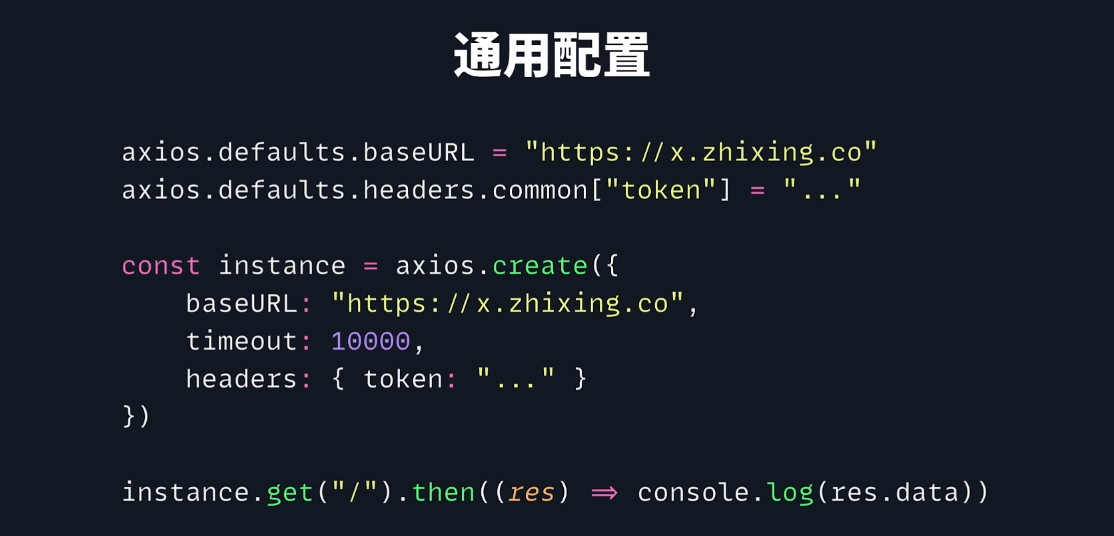 通用配置
axios.defaults.baseURL = "https://x.zhixing.co"
axios.defaults.headers.common["token"] = "..."
const instance = axios.create({
    baseURL: "https://x.zhixing.co",
    timeout: 10000,
    headers: { token: "..." }
})
instance.get("/").then((res) => console.log(res.data))